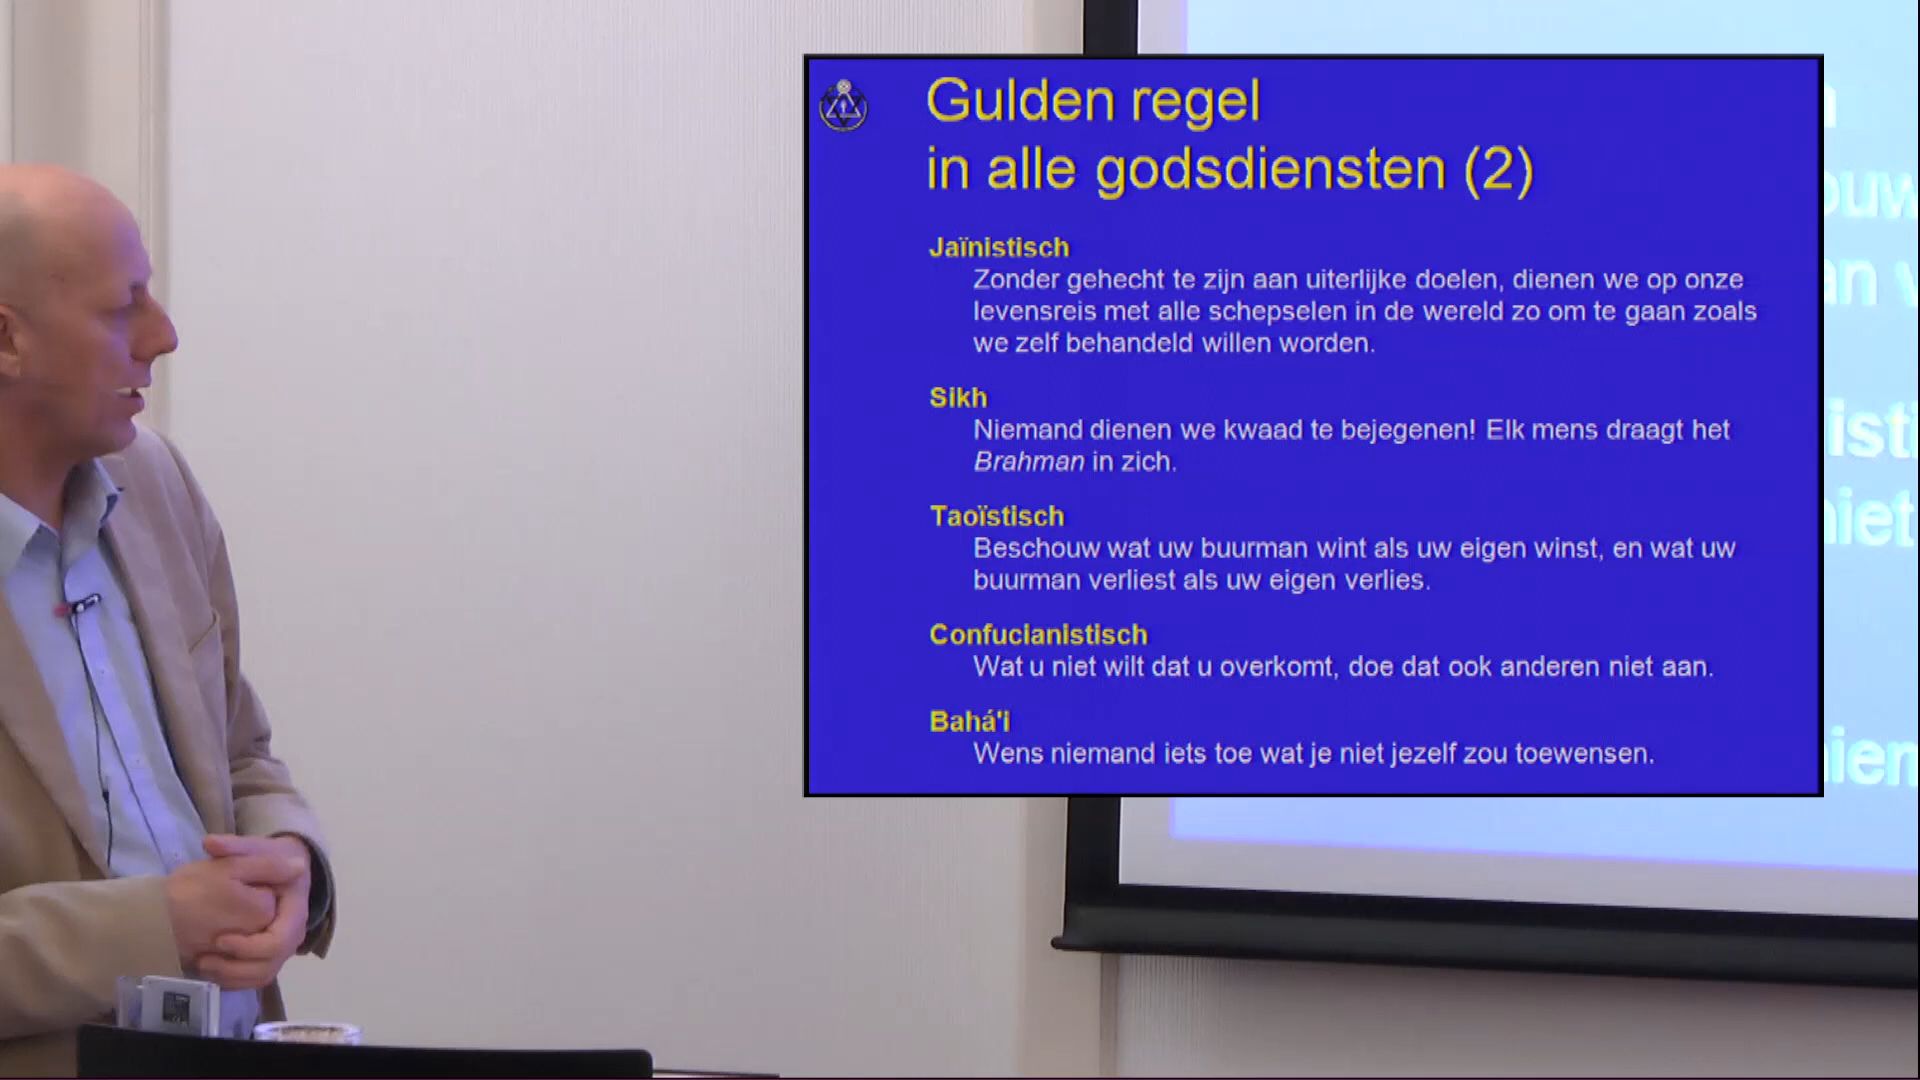 Gulden regel
in alle godsdiensten (2)
Jaïnistisch
Zonder gehecht te zijn aan uiterlijke doelen, dienen we op onze
levensreis met alle schepselen in de wereld zo om te gaan zoals
we zelf behandeld willen worden.
Sikh
Niemand dienen we kwaad te bejegenen! Elk mens draagt het
Brahman in zich.
Taoïstisch
Beschouw wat uw buurman wint als uw eigen winst, en wat uw
buurman verliest als uw eigen verlies.
Confucianistisch
Wat u niet wilt dat u overkomt, doe dat ook anderen niet aan.
Bahá'i
Wens niemand iets toe wat je niet jezelf zou toewensen.